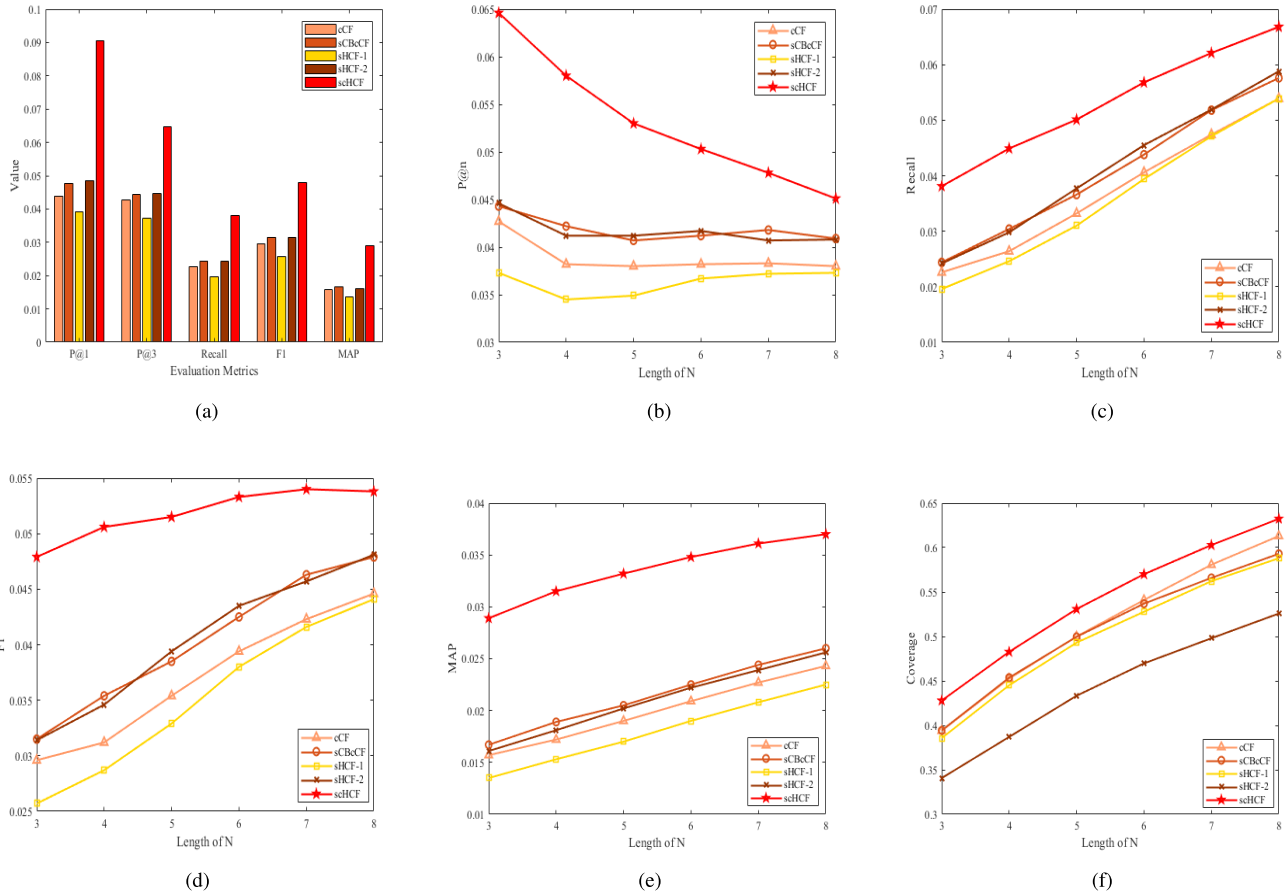 0.1
0.09
0.08
0.07
0.06
0.05
0.04
0.03
0.02
0.01
0
Value
P@1 P@3 Recall F1 MAP
Evaluation Metrics
cCF
sCBcCF
sHCF-1
sHCF-2
scHCF
(a)
0.065
0.06
0.055
0.05
0.045
0.04
0.035
0.03
P@n
3 4 5 6 7 8
Length of N
cCF
sCBcCF
sHCF-1
sHCF-2
scHCF
(b)
0.07
0.06
0.05
0.04
0.03
0.02
0.01
Recall
3 4 5 6 7 8
Length of N
cCF
sCBcCF
sHCF-1
sHCF-2
scHCF
(c)
0.055
0.05
0.045
0.04
0.035
0.03
0.025
F1
3 4 5 6 7 8
Length of N
cCF
sCBcCF
sHCF-1
sHCF-2
scHCF
(d)
0.04
0.035
0.03
0.025
0.02
0.015
0.01
MAP
3 4 5 6 7 8
Length of N
cCF
sCBcCF
sHCF-1
sHCF-2
scHCF
(e)
0.65
0.6
0.55
0.5
0.45
0.4
0.35
0.3
Coverage
3 4 5 6 7 8
Length of N
cCF
sCBcCF
sHCF-1
sHCF-2
scHCF
(f)